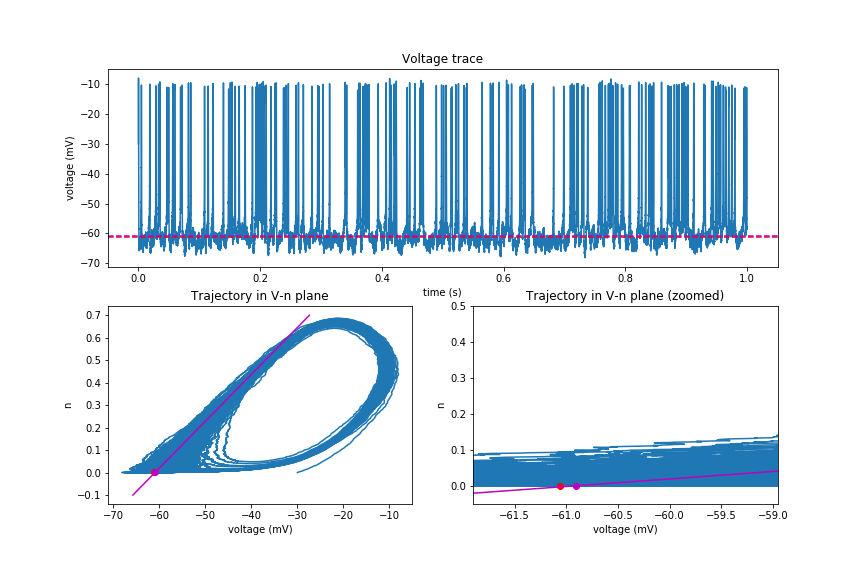 Voltage trace
−10
−20
−30
−40
−50
−60
−70
voltage (mV)
0.0 0.2 0.4 0.6 0.8 1.0
time (s)
Trajectory in V-n plane
0.7
0.6
0.5
0.4
0.3
0.2
0.1
0.0
−0.1
n
−70 −60 −50 −40 −30 −20 −10
voltage (mV)
Trajectory in V-n plane (zoomed)
0.5
0.4
0.3
0.2
0.1
0.0
n
−61.5 −61.0 −60.5 −60.0 −59.5 −59.0
voltage (mV)